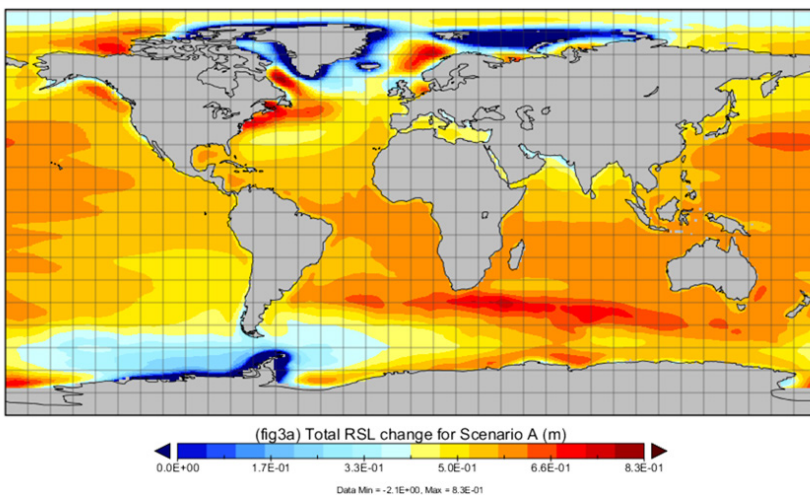 (fig3a) Total RSL change for Scenario A (m)
0.0E+00 1.7E-01 3.3E-01 5.0E-01 6.6E-01 8.3E-01
Data Min = -2.1E+00, Max = 8.3E-01